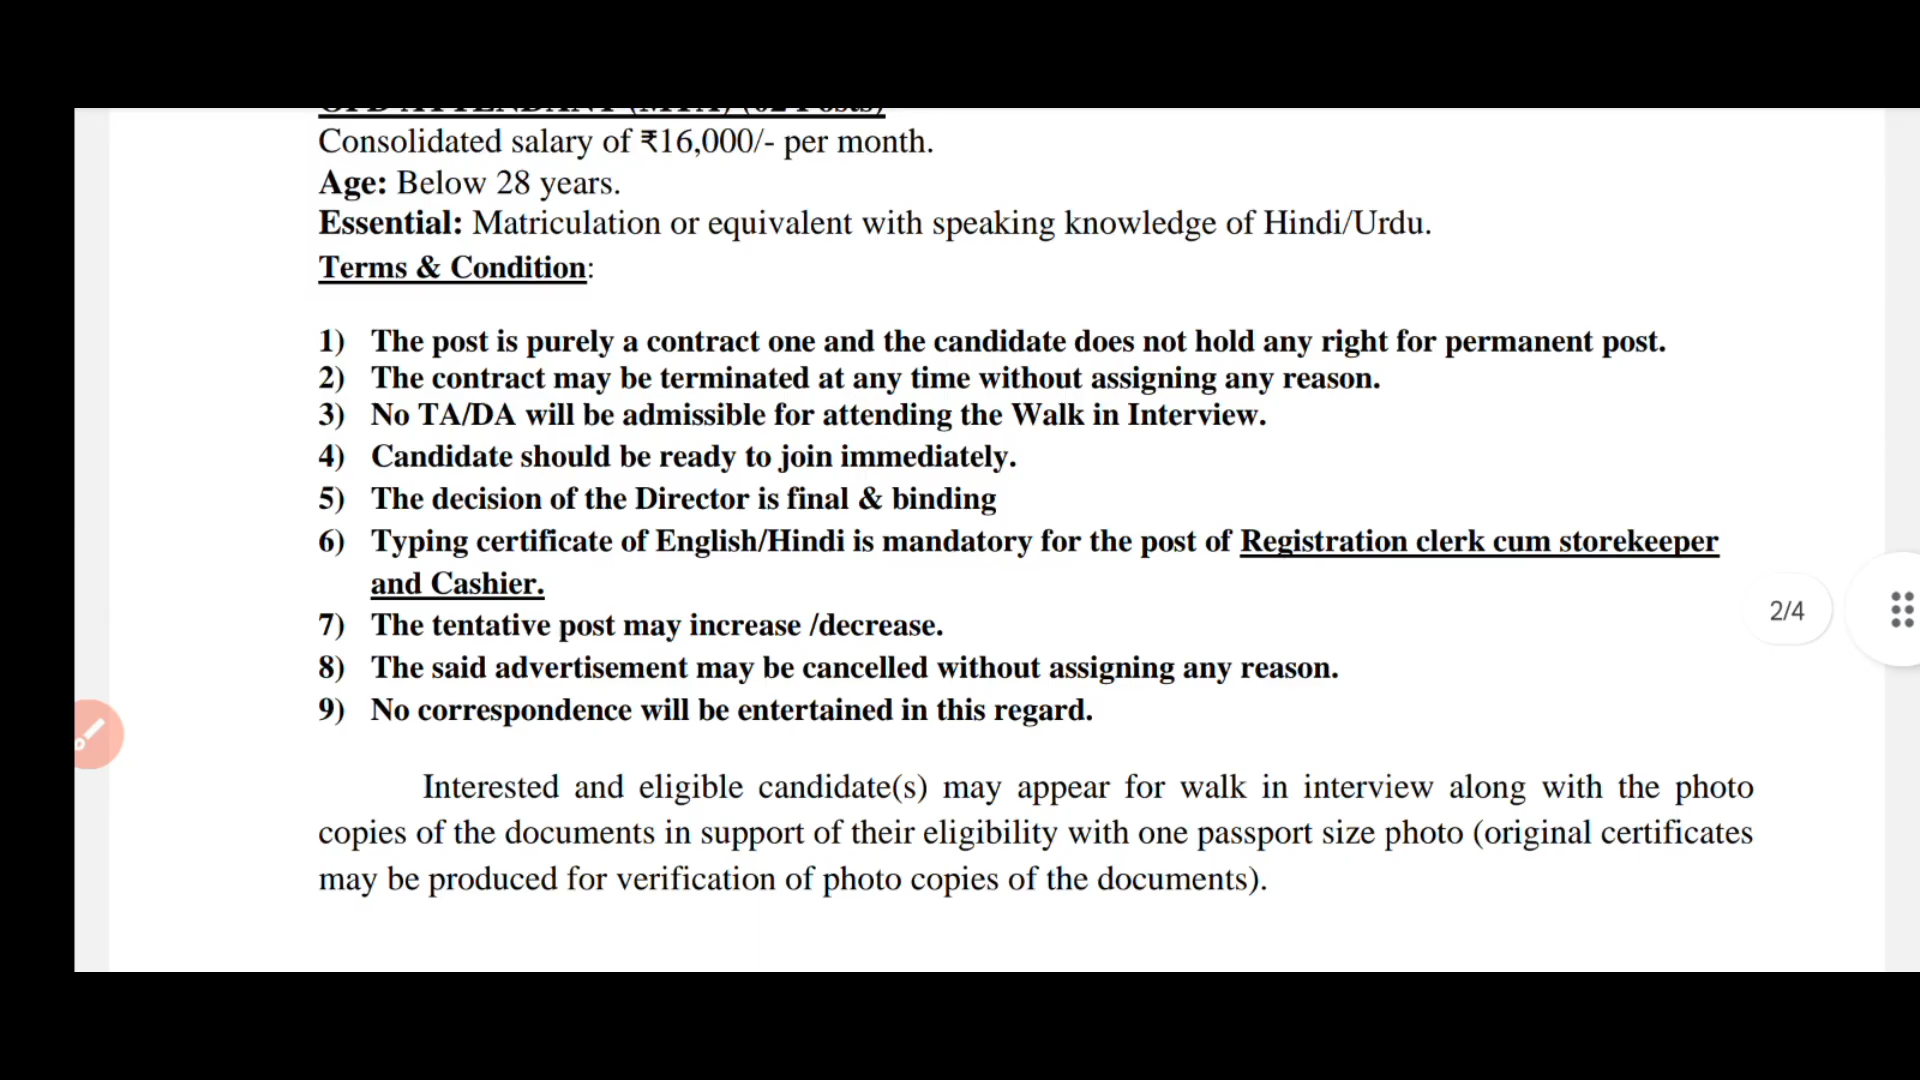 Consolidated salary of ₹16,000/- per month.
Age: Below 28 years.
Essential: Matriculation or equivalent with speaking knowledge of Hindi/Urdu.
Terms & Condition:
1) The post is purely a contract one and the candidate does not hold any right for permanent post.
2) The contract may be terminated at any time without assigning any reason.
3) No TA/DA will be admissible for attending the Walk in Interview.
4) Candidate should be ready to join immediately.
5) The decision of the Director is final & binding
6) Typing certificate of English/Hindi is mandatory for the post of Registration clerk cum storekeeper
and Cashier.
7) The tentative post may increase /decrease.
8) The said advertisement may be cancelled without assigning any reason.
9) No correspondence will be entertained in this regard.
2/4
Interested and eligible candidate(s) may appear for walk in interview along with the photo
copies of the documents in support of their eligibility with one passport size photo (original certificates
may be produced for verification of photo copies of the documents).